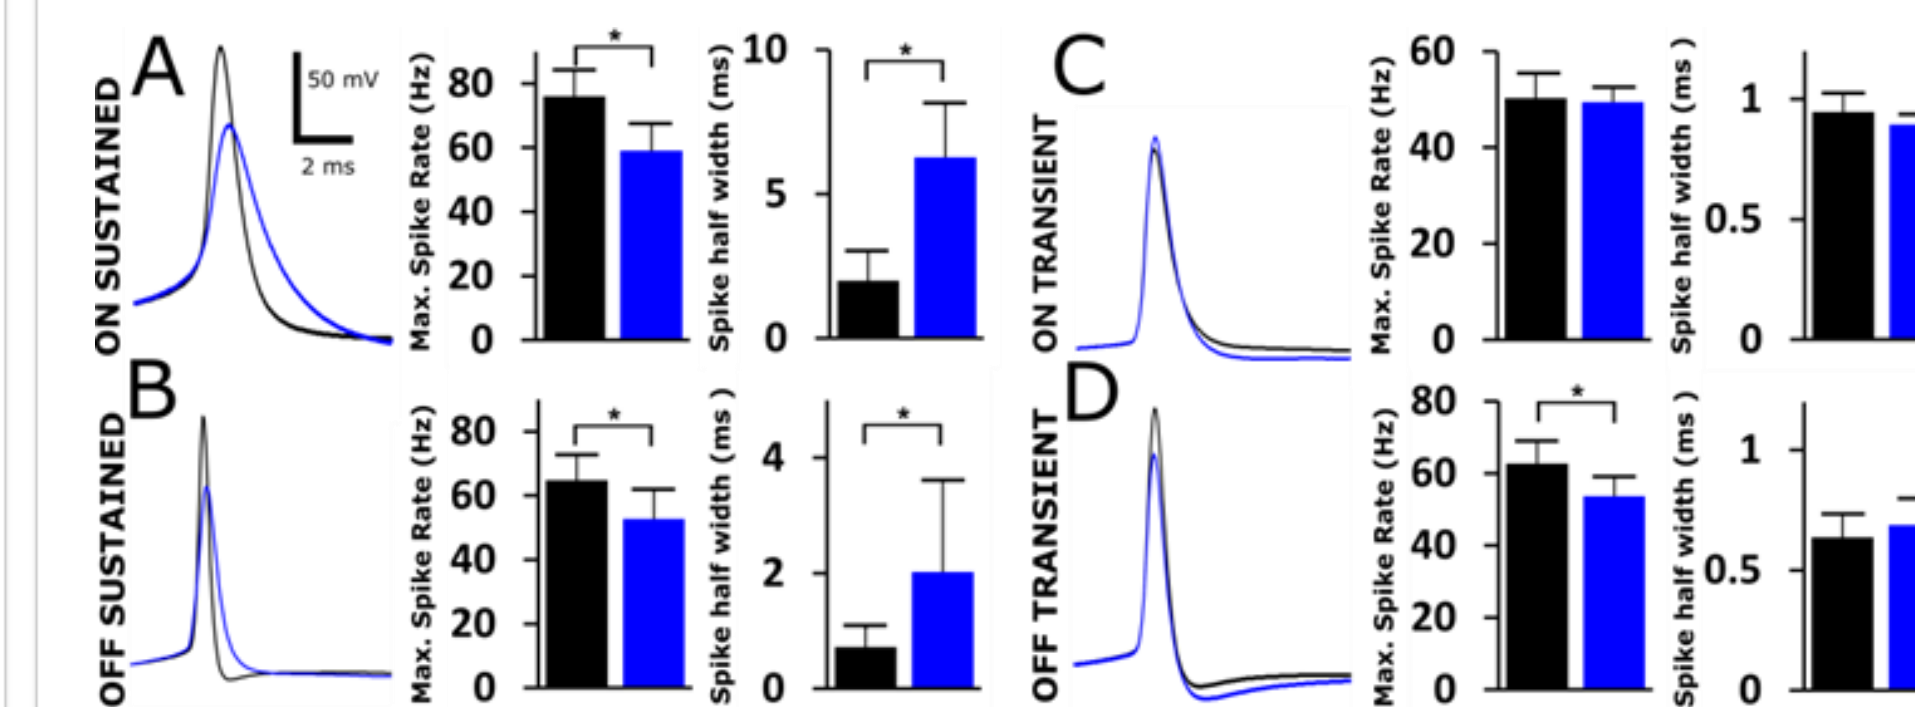 A
ON SUSTAINED
50 mV
2 ms
Max. Spike Rate (Hz)
80
60
40
20
0
*
Spike half width (ms)
10
5
0
*
C
ON TRANSIENT
Max. Spike Rate (Hz)
60
40
20
0
Spike half width (ms )
1
0.5
0
B
OFF SUSTAINED
Max. Spike Rate (Hz)
80
60
40
20
0
*
Spike half width (ms )
4
2
0
*
D
OFF TRANSIENT
Max. Spike Rate (Hz)
80
60
40
20
0
*
Spike half width (ms )
1
0.5
0